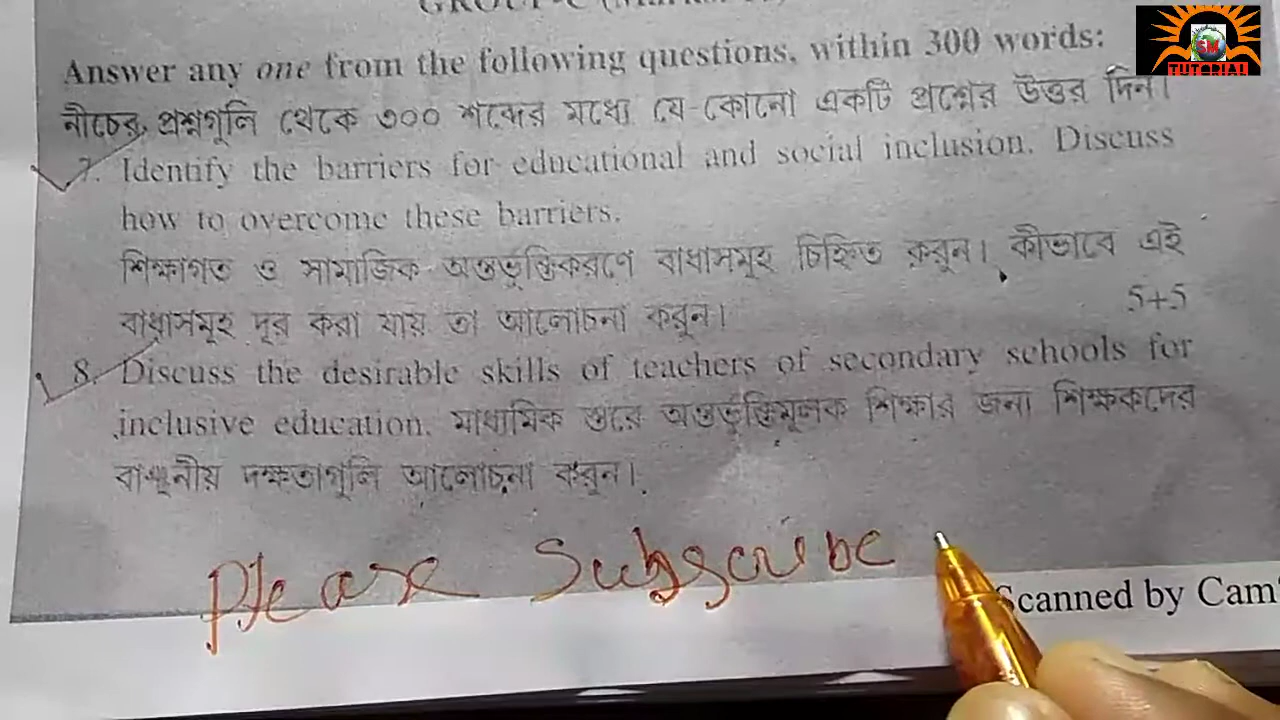 Answer any one from the following questions, within 300 words:
নীচের প্রশ্নগুলি থেকে ৩০০ শব্দের মধ্যে যে-কোনো একটি প্রশ্নের উত্তর দিন।
7. Identify the barriers for educational and social inclusion. Discuss
how to overcome these barriers.
শিক্ষাগত ও সামাজিক অন্তর্ভুক্তিকরণে বাধাসমূহ চিহ্নিত করুন। কীভাবে এই
বাধাসমূহ দূর করা যায় তা আলোচনা করুন।
5+5
8. Discuss the desirable skills of teachers of secondary schools for
inclusive education. মাধ্যমিক স্তরে অন্তর্ভুক্তিমূলক শিক্ষার জন্য শিক্ষকদের
বাঞ্ছনীয় দক্ষতাগুলি আলোচনা করুন।
Please Subscribe
Scanned by Cam
SM
TUTORIAL